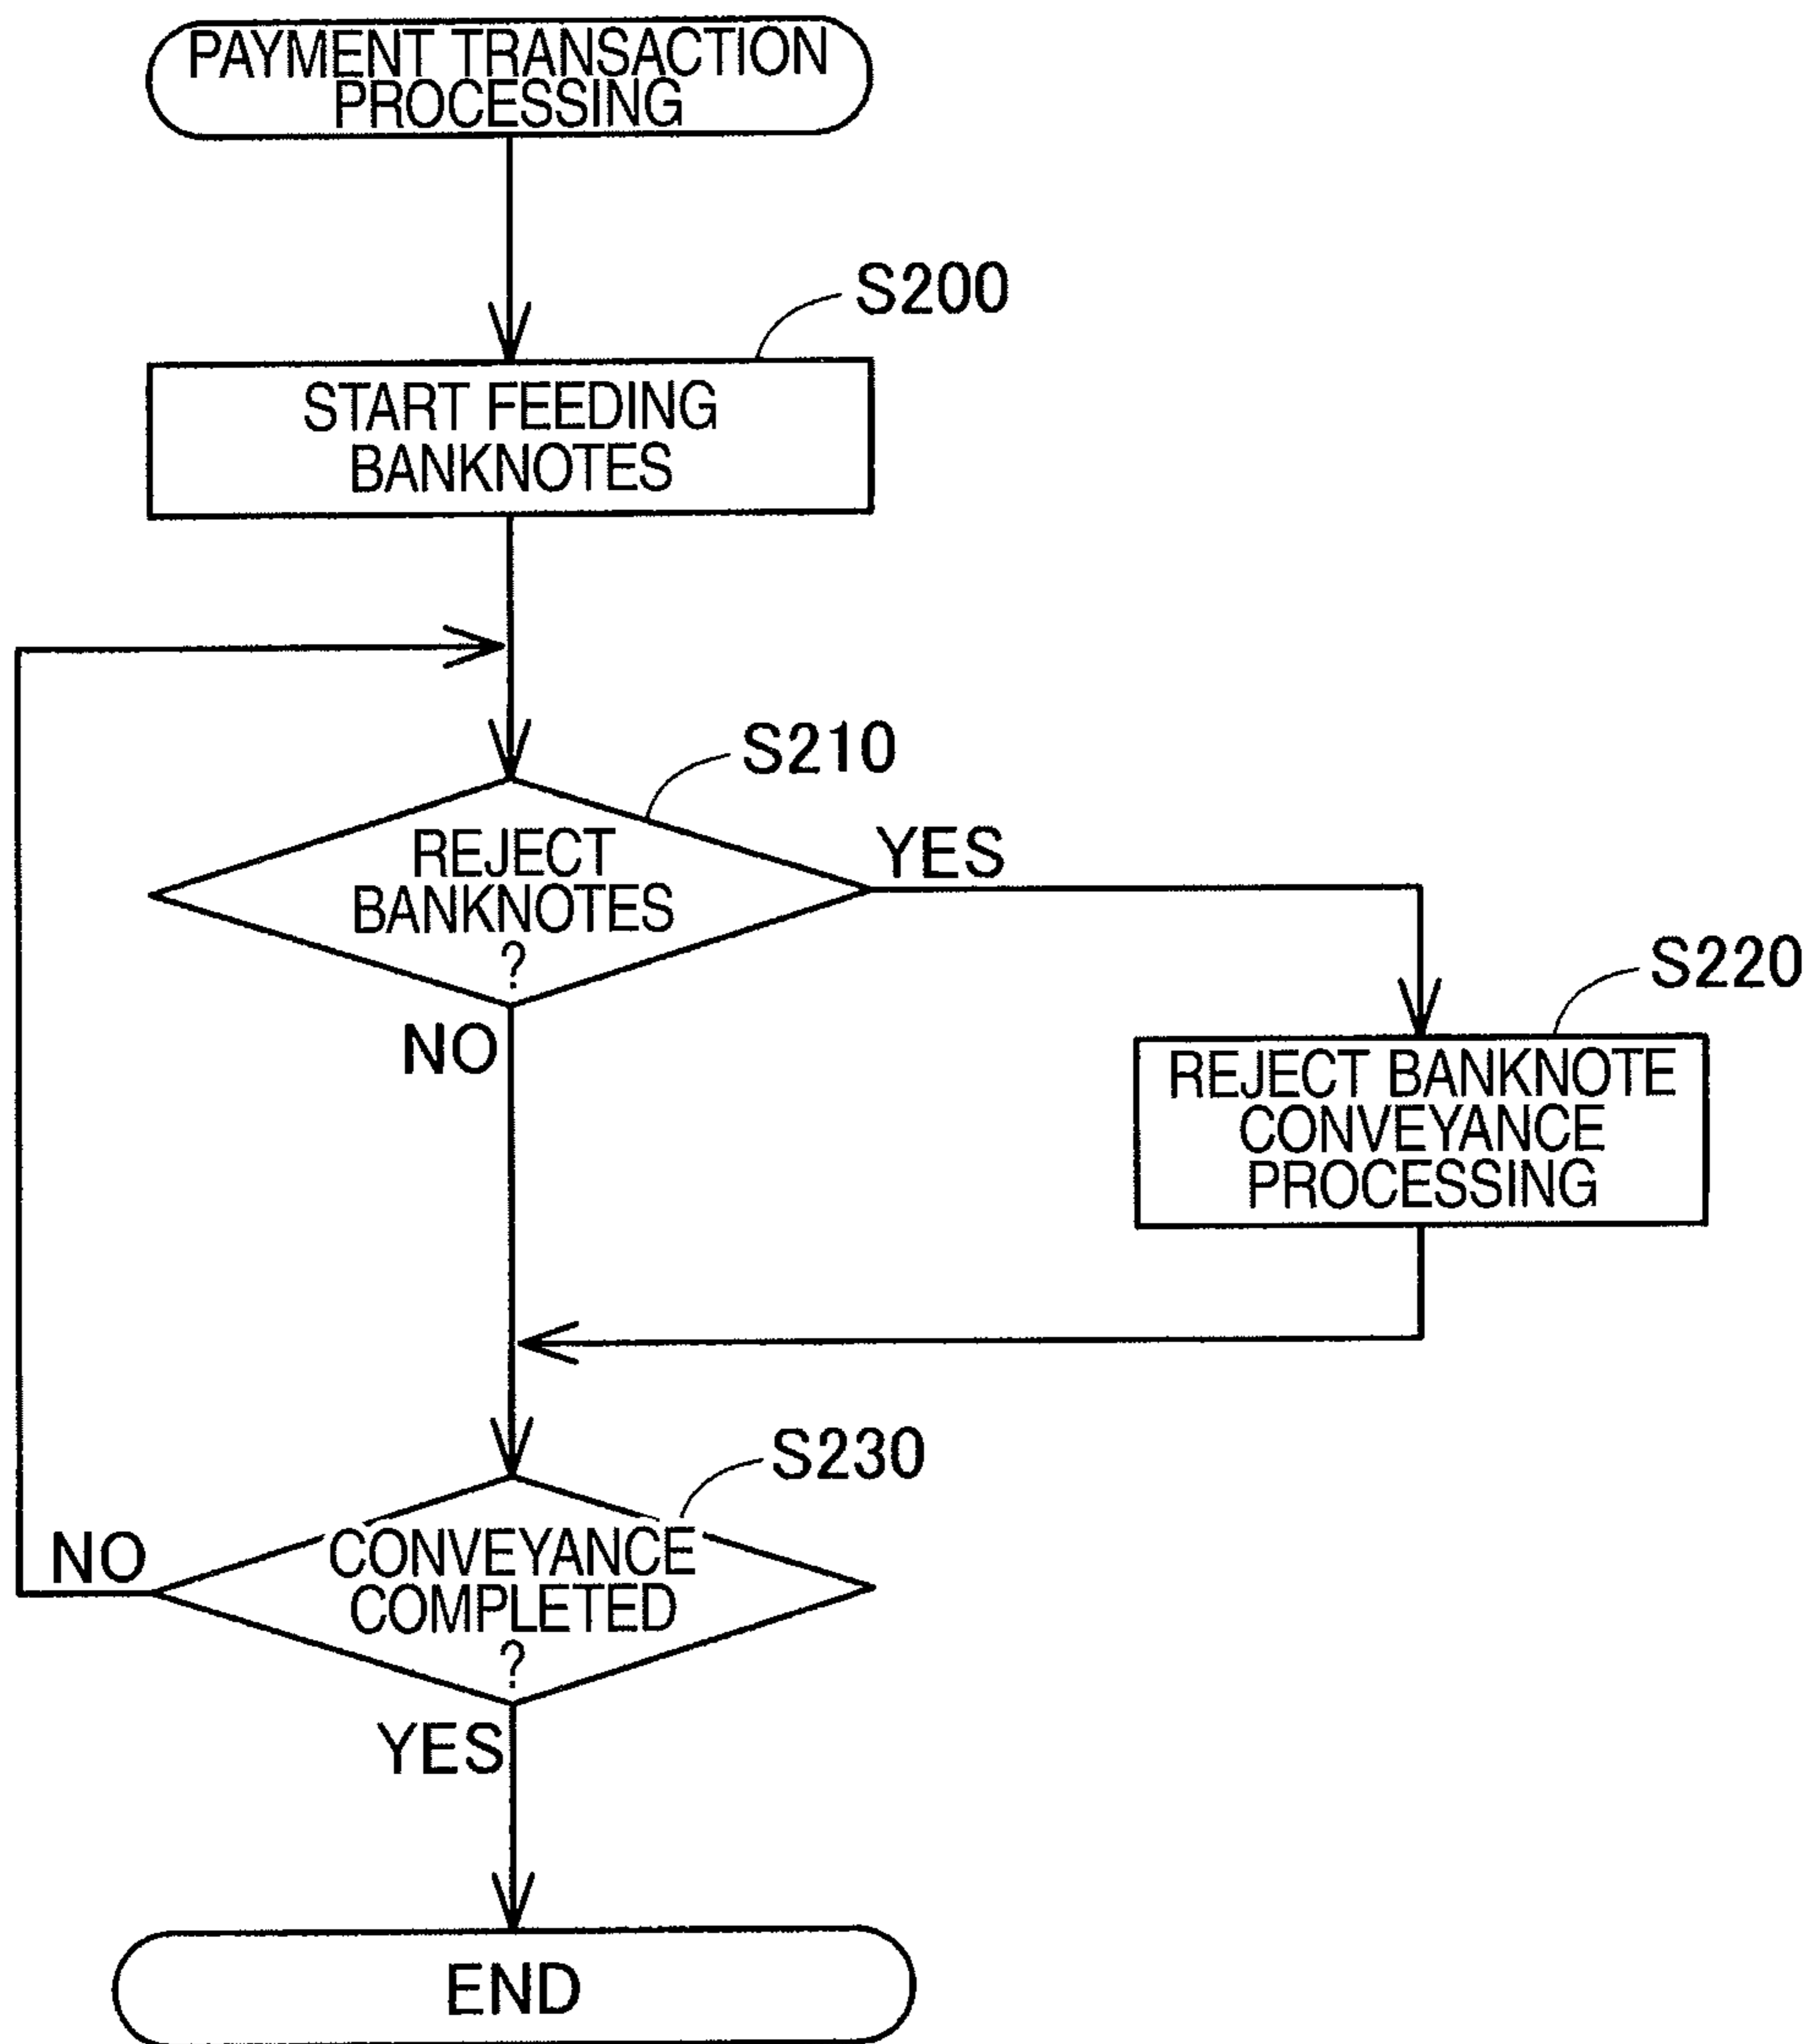 PAYMENT TRANSACTION
PROCESSING
S200
START FEEDING
BANKNOTES
S210
REJECT
BANKNOTES
?
YES
NO
S220
REJECT BANKNOTE
CONVEYANCE
PROCESSING
S230
CONVEYANCE
COMPLETED
?
NO
YES
END